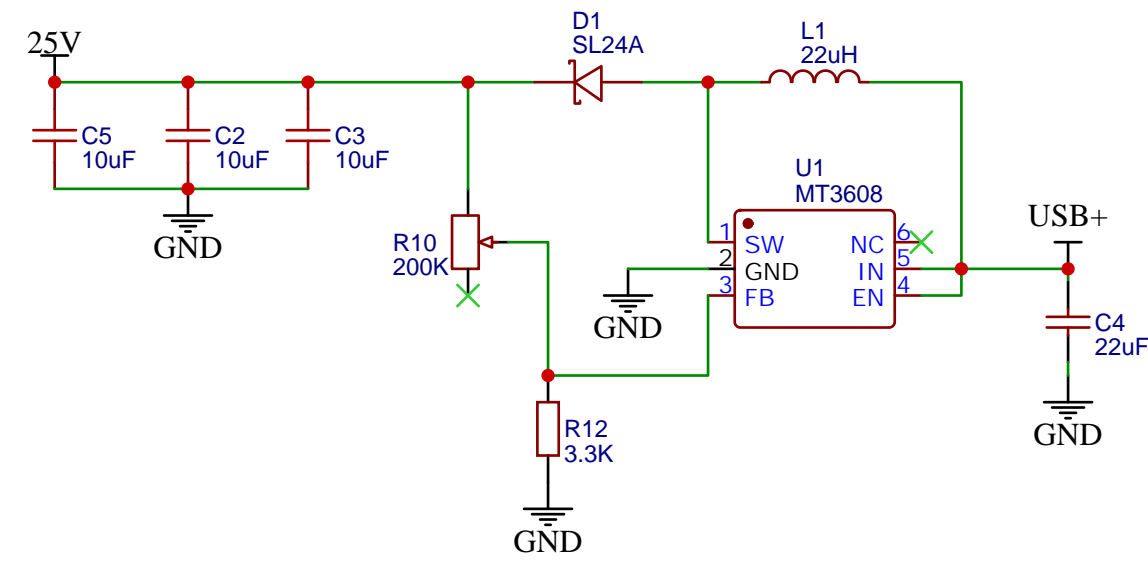 25V
C5
10uF
C2
10uF
C3
10uF
GND
D1
SL24A
L1
22uH
R10
200K
U1
MT3608
1
SW
2
GND
3
FB
6
NC
5
IN
4
EN
GND
USB+
C4
22uF
GND
R12
3.3K
GND